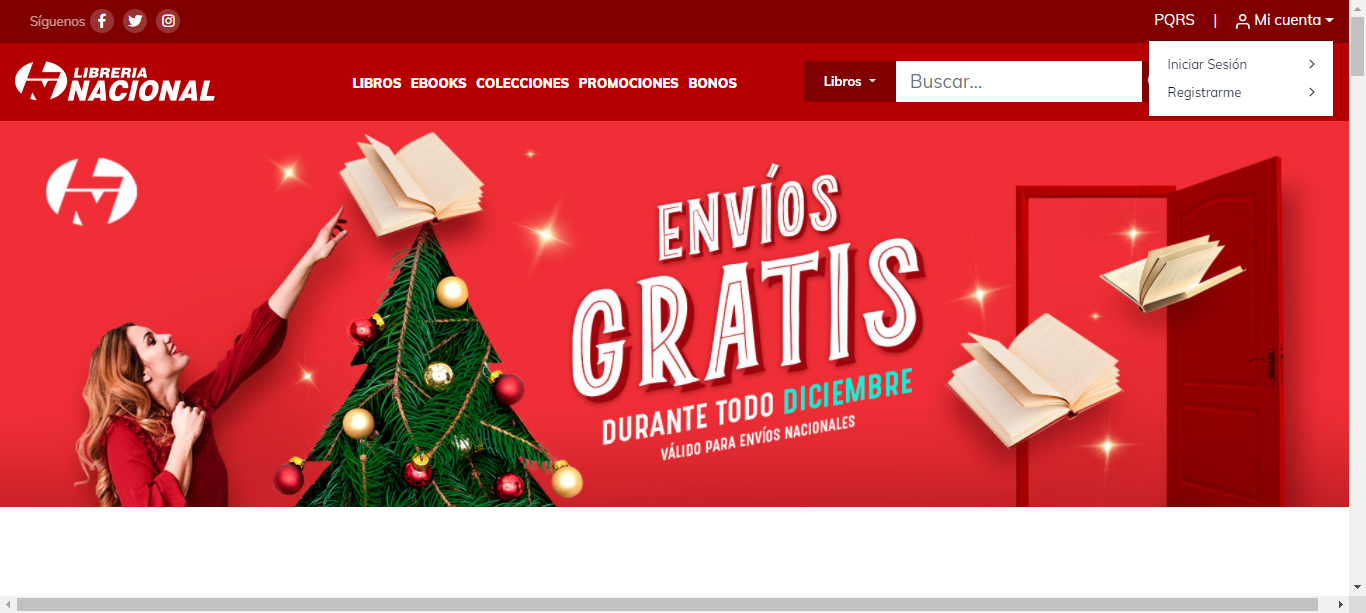 Síguenos
PQRS | Mi cuenta
Iniciar Sesión
Registrarme
LIBRERIA
NACIONAL
LIBROS EBOOKS COLECCIONES PROMOCIONES BONOS
Libros
Buscar...
ENVÍOS
GRATIS
DURANTE TODO DICIEMBRE
VÁLIDO PARA ENVÍOS NACIONALES